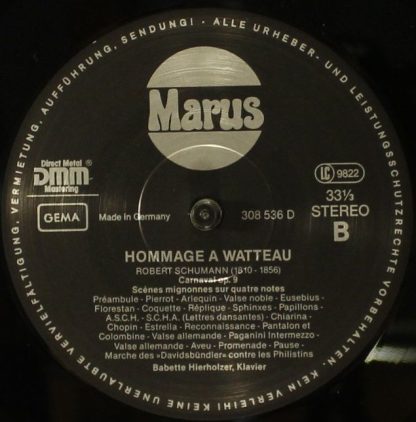 VERMIETUNG, AUFFÜHRUNG, SENDUNG! · ALLE URHEBER- UND LEISTUNGSSCHUTZRECHTE VORBEHALTEN · KEIN VERLEIH! KEINE UNERLAUBTE VERVIELFÄLTIGUNG,
Marus
Direct Metal ®
DMM
Mastering
LC 9822
GEMA
Made in Germany
308 536 D
33⅓
STEREO
B
HOMMAGE A WATTEAU
ROBERT SCHUMANN (1810 - 1856)
Carnaval op. 9
Scènes mignonnes sur quatre notes
Préambule - Pierrot - Arlequin - Valse noble - Eusebius -
Florestan - Coquette - Réplique - Sphinxes - Papillons -
A.S.C.H. - S.C.H.A. (Lettres dansantes) - Chiarina -
Chopin - Estrella - Reconnaissance - Pantalon et
Colombine - Valse allemande - Paganini Intermezzo -
Valse allemande - Aveu - Promenade - Pause -
Marche des »Davidsbündler« contre les Philistins
Babette Hierholzer, Klavier